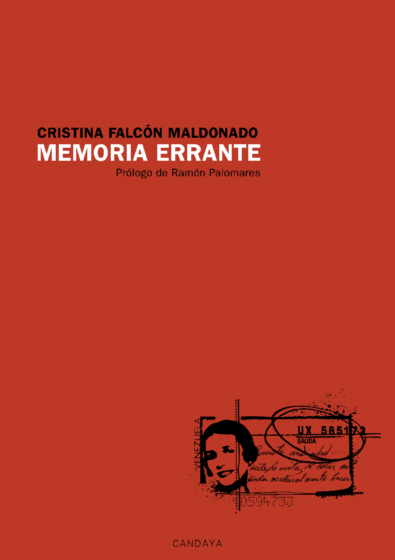 CRISTINA FALCÓN MALDONADO
MEMORIA ERRANTE
Prólogo de Ramón Palomares
VENEZUELA
UX 585172
SALIDA
0594733
CANDAYA